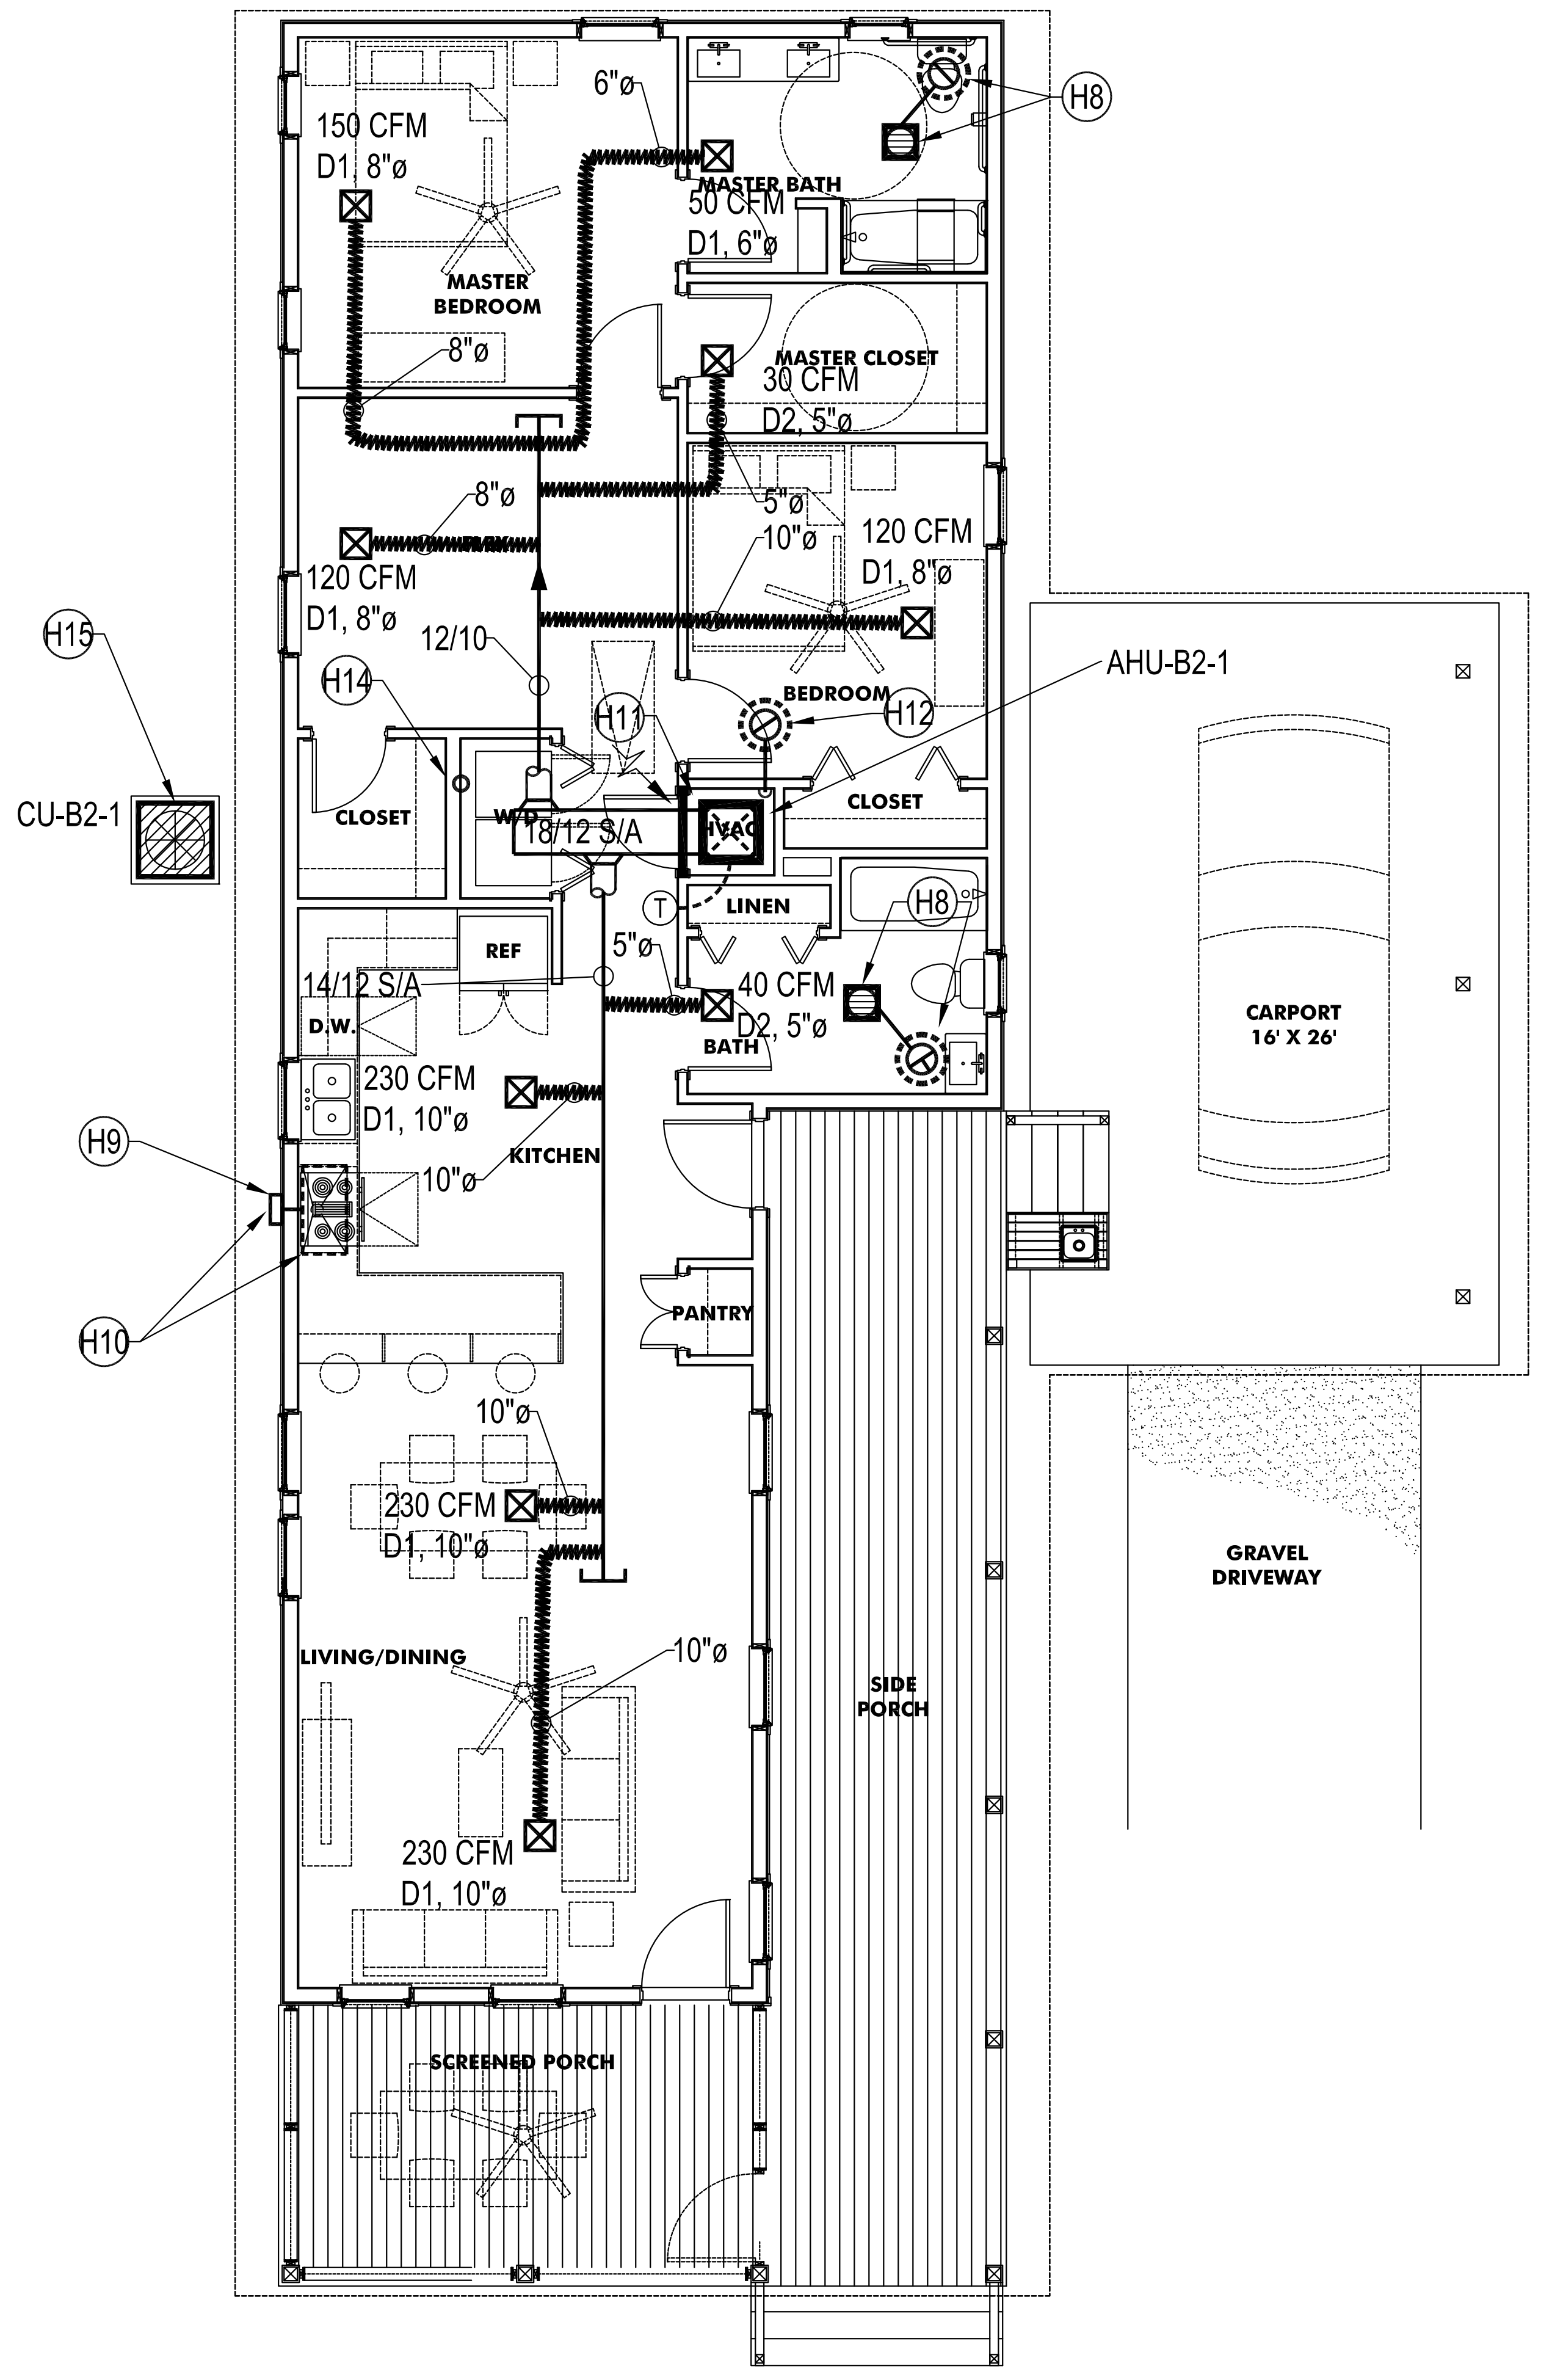 6"ø
H8
150 CFM
D1, 8"ø
MASTER BATH
50 CFM
D1, 6"ø
MASTER
BEDROOM
8"ø
MASTER CLOSET
30 CFM
D2, 5"ø
8"ø
5"ø
10"ø
120 CFM
D1, 8"ø
120 CFM
D1, 8"ø
H15
12/10
H14
H11
BEDROOM
H12
AHU-B2-1
CU-B2-1
CLOSET
W/D
18/12 S/A
HVAC
CLOSET
T
LINEN
H8
REF
5"ø
14/12 S/A
40 CFM
D2, 5"ø
BATH
D.W.
CARPORT
16' X 26'
230 CFM
D1, 10"ø
H9
KITCHEN
10"ø
H10
PANTRY
10"ø
230 CFM
D1, 10"ø
GRAVEL
DRIVEWAY
LIVING/DINING
10"ø
SIDE
PORCH
230 CFM
D1, 10"ø
SCREENED PORCH